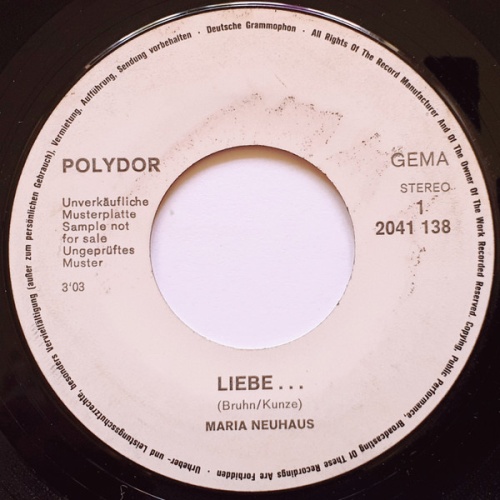 POLYDOR
GEMA
STEREO
1
2041 138
Unverkäufliche
Musterplatte
Sample not
for sale
Ungeprüftes
Muster
3'03
LIEBE...
(Bruhn/Kunze)
MARIA NEUHAUS
· Deutsche Grammophon · All Rights Of The Record Manufacturer And Of The Owner Of The Work Recorded Reserved. Copying, Public Performance, Broadcasting Of These Recordings Are Forbidden · Urheber- und Leistungsschutzrechte, besonders Vervielfältigung (außer zum persönlichen Gebrauch), Vermietung, Aufführung, Sendung vorbehalten